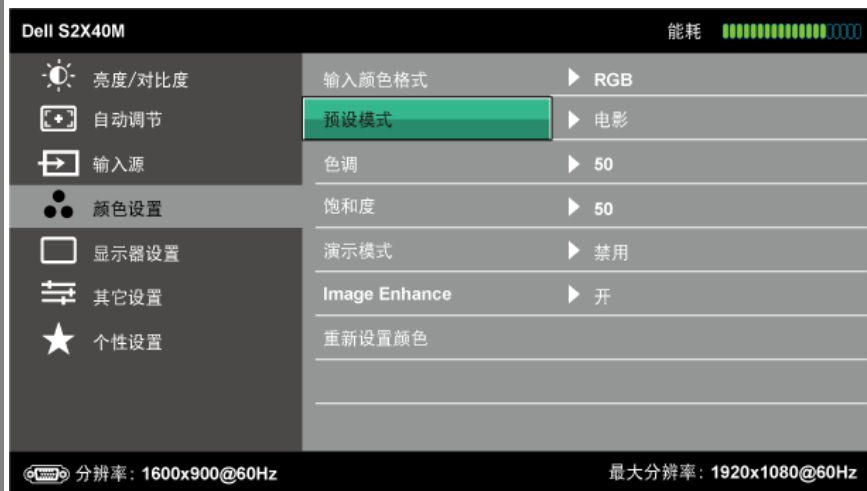 Dell S2X40M 能耗
亮度/对比度 输入颜色格式 RGB
自动调节 预设模式 电影
输入源 色调 50
颜色设置 饱和度 50
显示器设置 演示模式 禁用
其它设置 Image Enhance 开
个性设置 重新设置颜色
分辨率: 1600x900@60Hz 最大分辨率: 1920x1080@60Hz